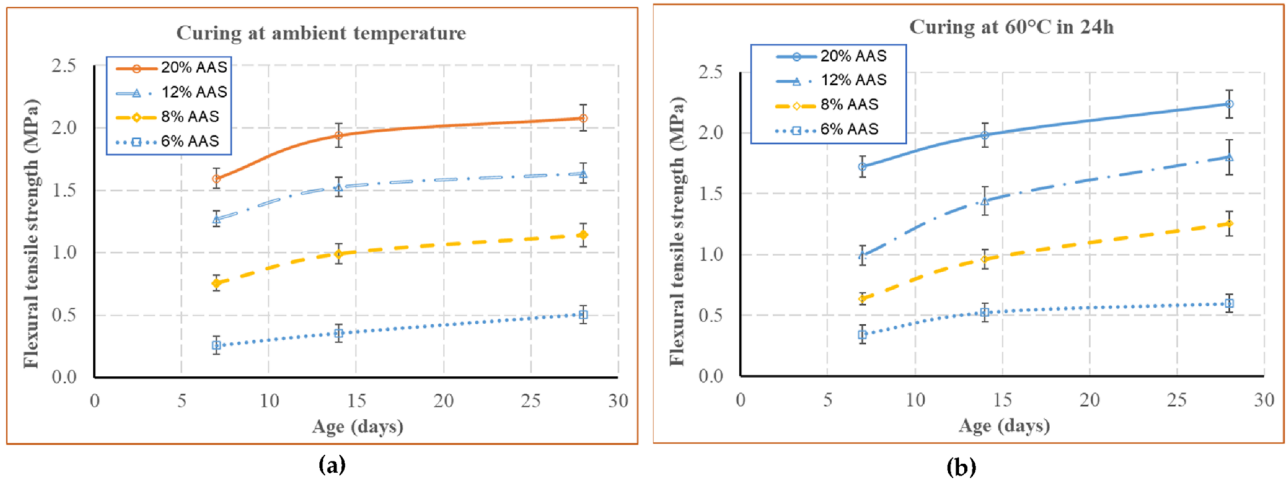 Curing at ambient temperature
20% AAS
12% AAS
8% AAS
6% AAS
Flexural tensile strength (MPa)
2.5
2.0
1.5
1.0
0.5
0.0
0 5 10 15 20 25 30
Age (days)
(a)
Curing at 60°C in 24h
20% AAS
12% AAS
8% AAS
6% AAS
Flexural tensile strength (MPa)
2.5
2.0
1.5
1.0
0.5
0.0
0 5 10 15 20 25 30
Age (days)
(b)